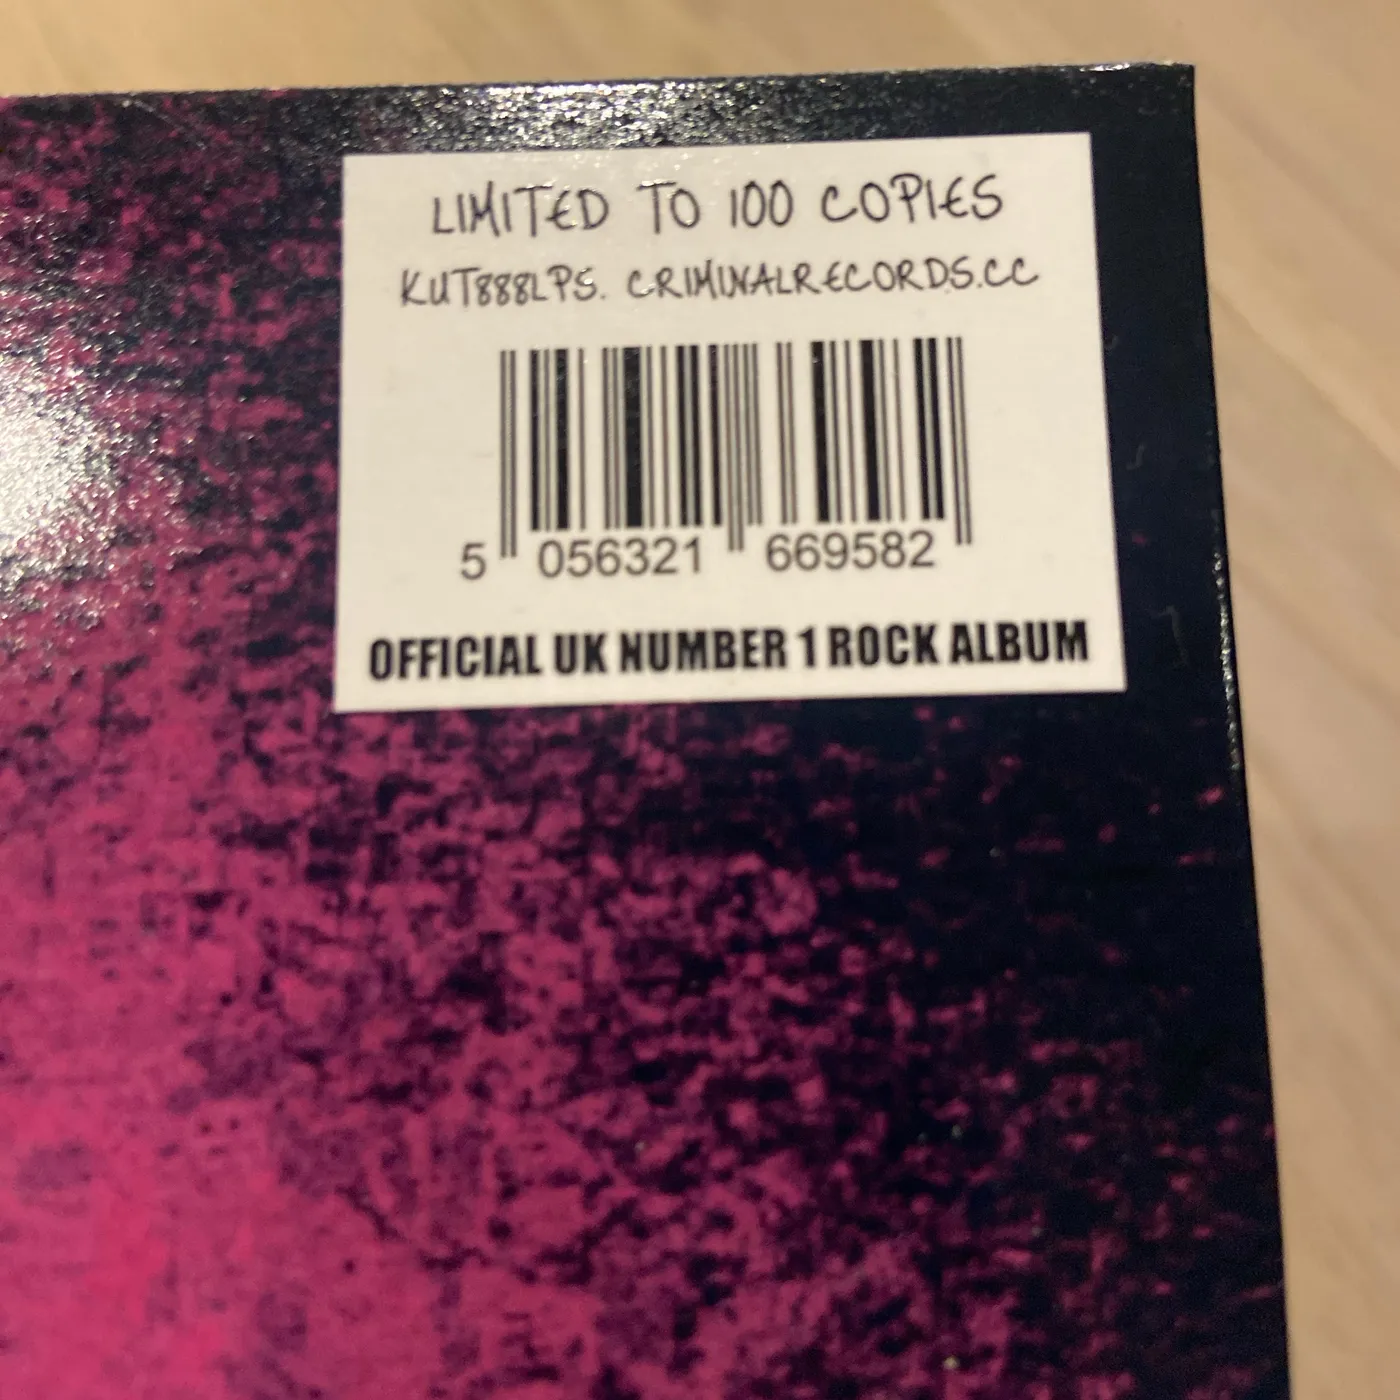 LIMITED TO 100 COPIES
KUT888LPS. CRIMINALRECORDS.CC
5 056321 669582
OFFICIAL UK NUMBER 1 ROCK ALBUM